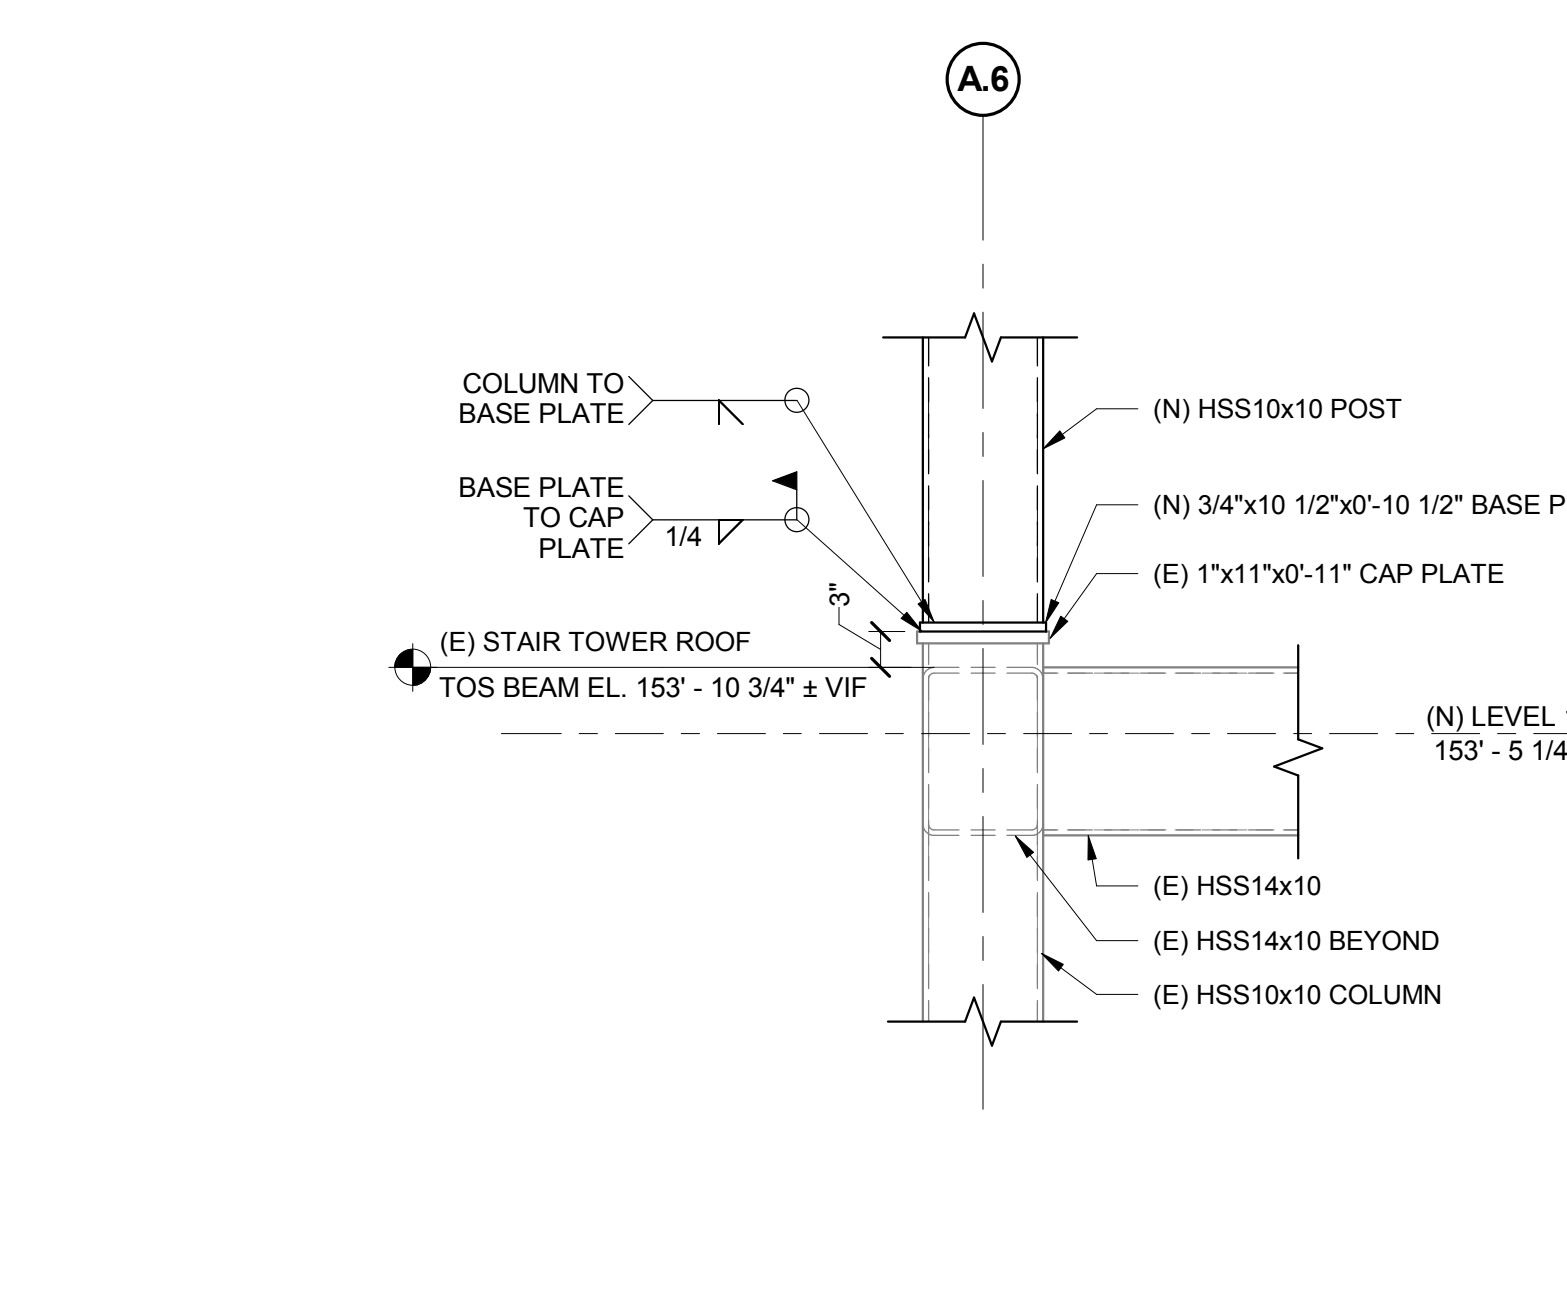 A.6
COLUMN TO
BASE PLATE
(N) HSS10x10 POST
BASE PLATE
TO CAP
PLATE
1/4
(N) 3/4"x10 1/2"x0'-10 1/2" BASE P
(E) 1"x11"x0'-11" CAP PLATE
3"
(E) STAIR TOWER ROOF
TOS BEAM EL. 153' - 10 3/4" ± VIF
(N) LEVEL
153' - 5 1/4
(E) HSS14x10
(E) HSS14x10 BEYOND
(E) HSS10x10 COLUMN